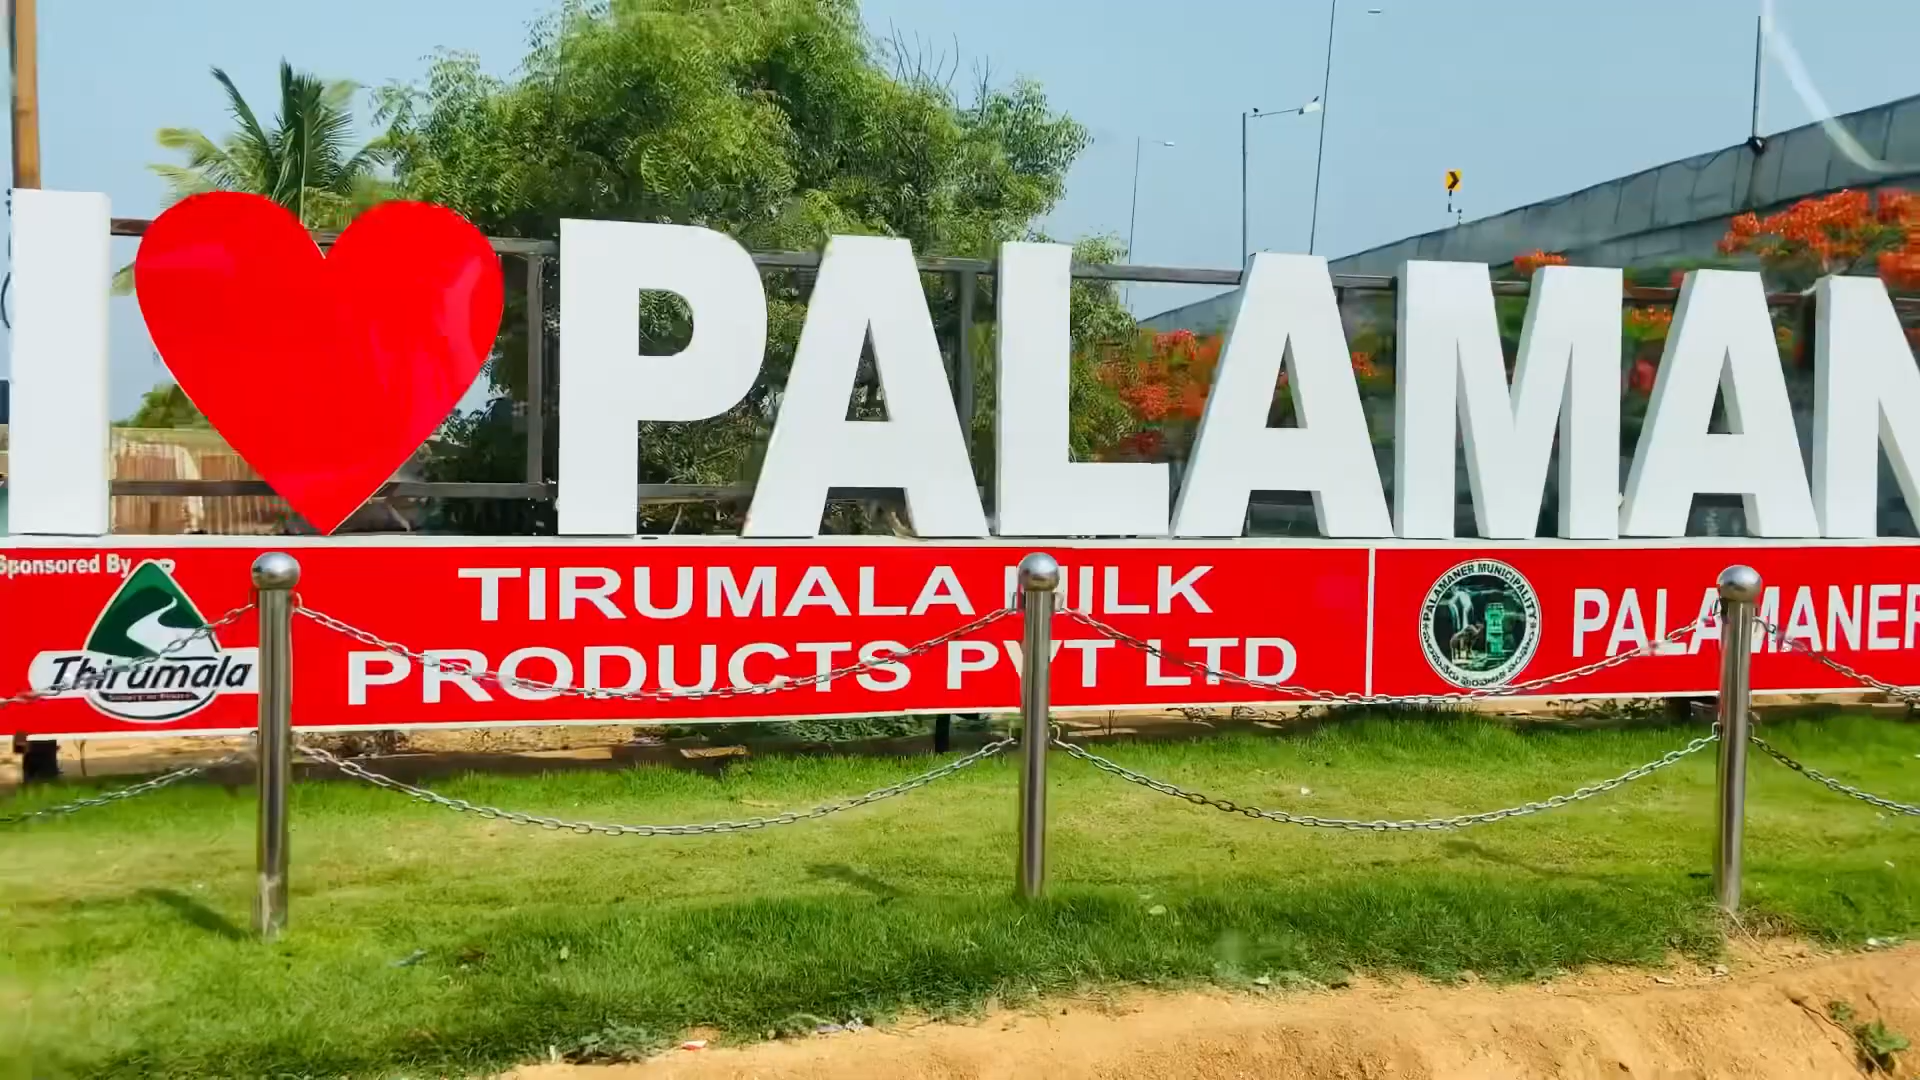 I PALAMAN
Sponsored By
Thirumala
TIRUMALA MILK
PRODUCTS PVT LTD
PALAMANER MUNICIPALITY
PALAMANER